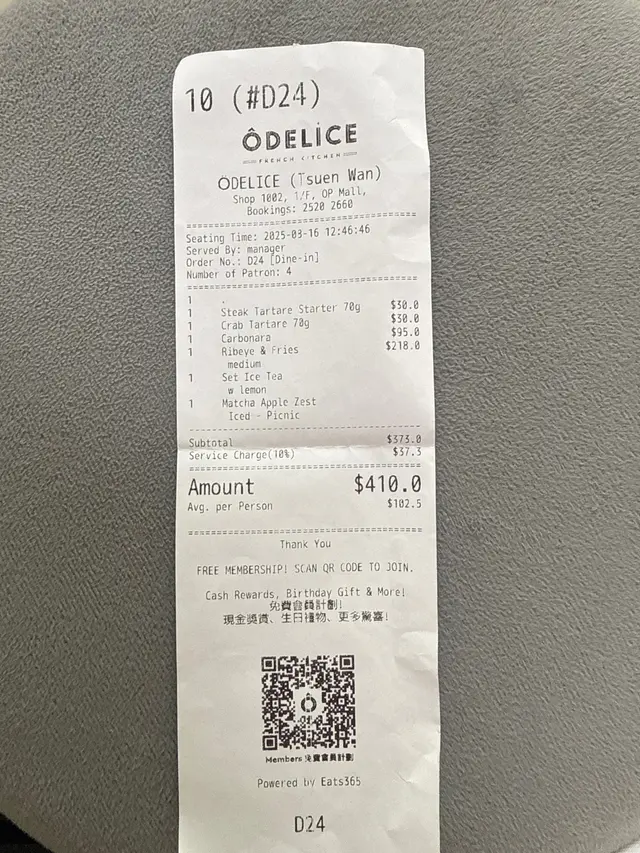 10 (#D24)
ÔDELİCE
FRENCH KITCHEN
ÔDELICE (Tsuen Wan)
Shop 1002, 1/F, OP Mall,
Bookings: 2520 2660
Seating Time: 2025-03-16 12:46:46
Served By: manager
Order No.: D24 [Dine-in]
Number of Patron: 4
1 .
1 Steak Tartare Starter 70g $30.0
1 Crab Tartare 70g $30.0
1 Carbonara $95.0
1 Ribeye & Fries $218.0
medium
1 Set Ice Tea
w lemon
1 Matcha Apple Zest
Iced - Picnic
Subtotal $373.0
Service Charge(10%) $37.3
Amount $410.0
Avg. per Person $102.5
Thank You
FREE MEMBERSHIP! SCAN QR CODE TO JOIN.
Cash Rewards, Birthday Gift & More!
免費會員計劃!
現金獎賞、生日禮物、更多驚喜!
Ô
Members 免費會員計劃
Powered by Eats365
D24